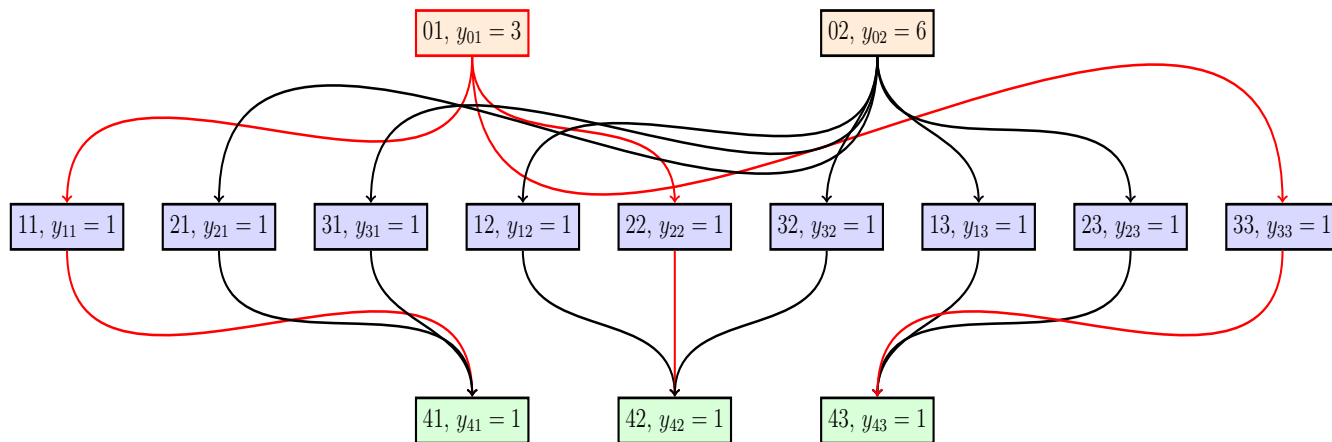 01, y₀₁ = 3
02, y₀₂ = 6
11, y₁₁ = 1
21, y₂₁ = 1
31, y₃₁ = 1
12, y₁₂ = 1
22, y₂₂ = 1
32, y₃₂ = 1
13, y₁₃ = 1
23, y₂₃ = 1
33, y₃₃ = 1
41, y₄₁ = 1
42, y₄₂ = 1
43, y₄₃ = 1